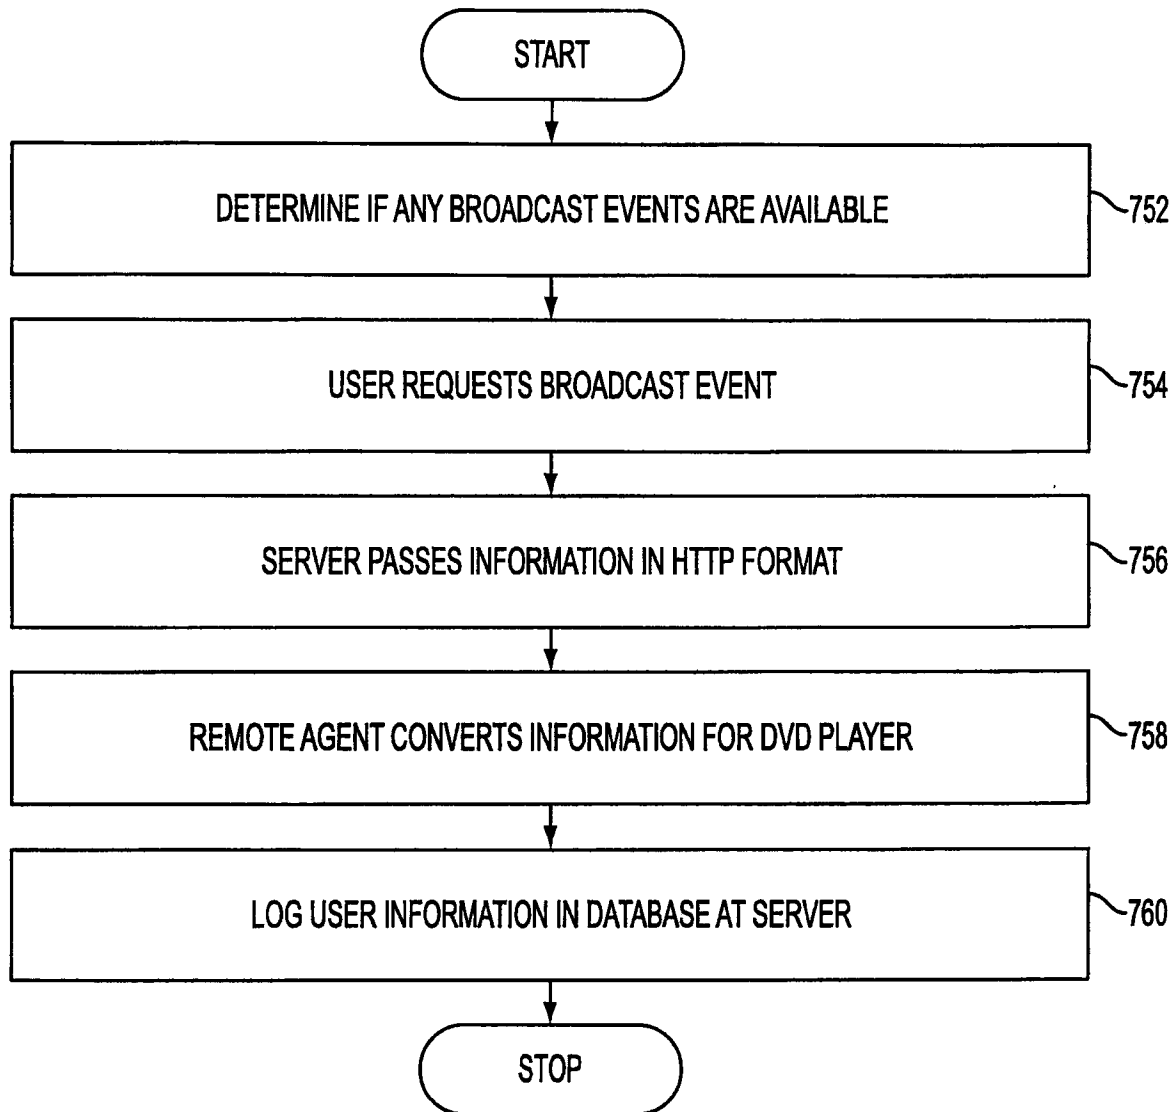 START
DETERMINE IF ANY BROADCAST EVENTS ARE AVAILABLE
752
USER REQUESTS BROADCAST EVENT
754
SERVER PASSES INFORMATION IN HTTP FORMAT
756
REMOTE AGENT CONVERTS INFORMATION FOR DVD PLAYER
758
LOG USER INFORMATION IN DATABASE AT SERVER
760
STOP